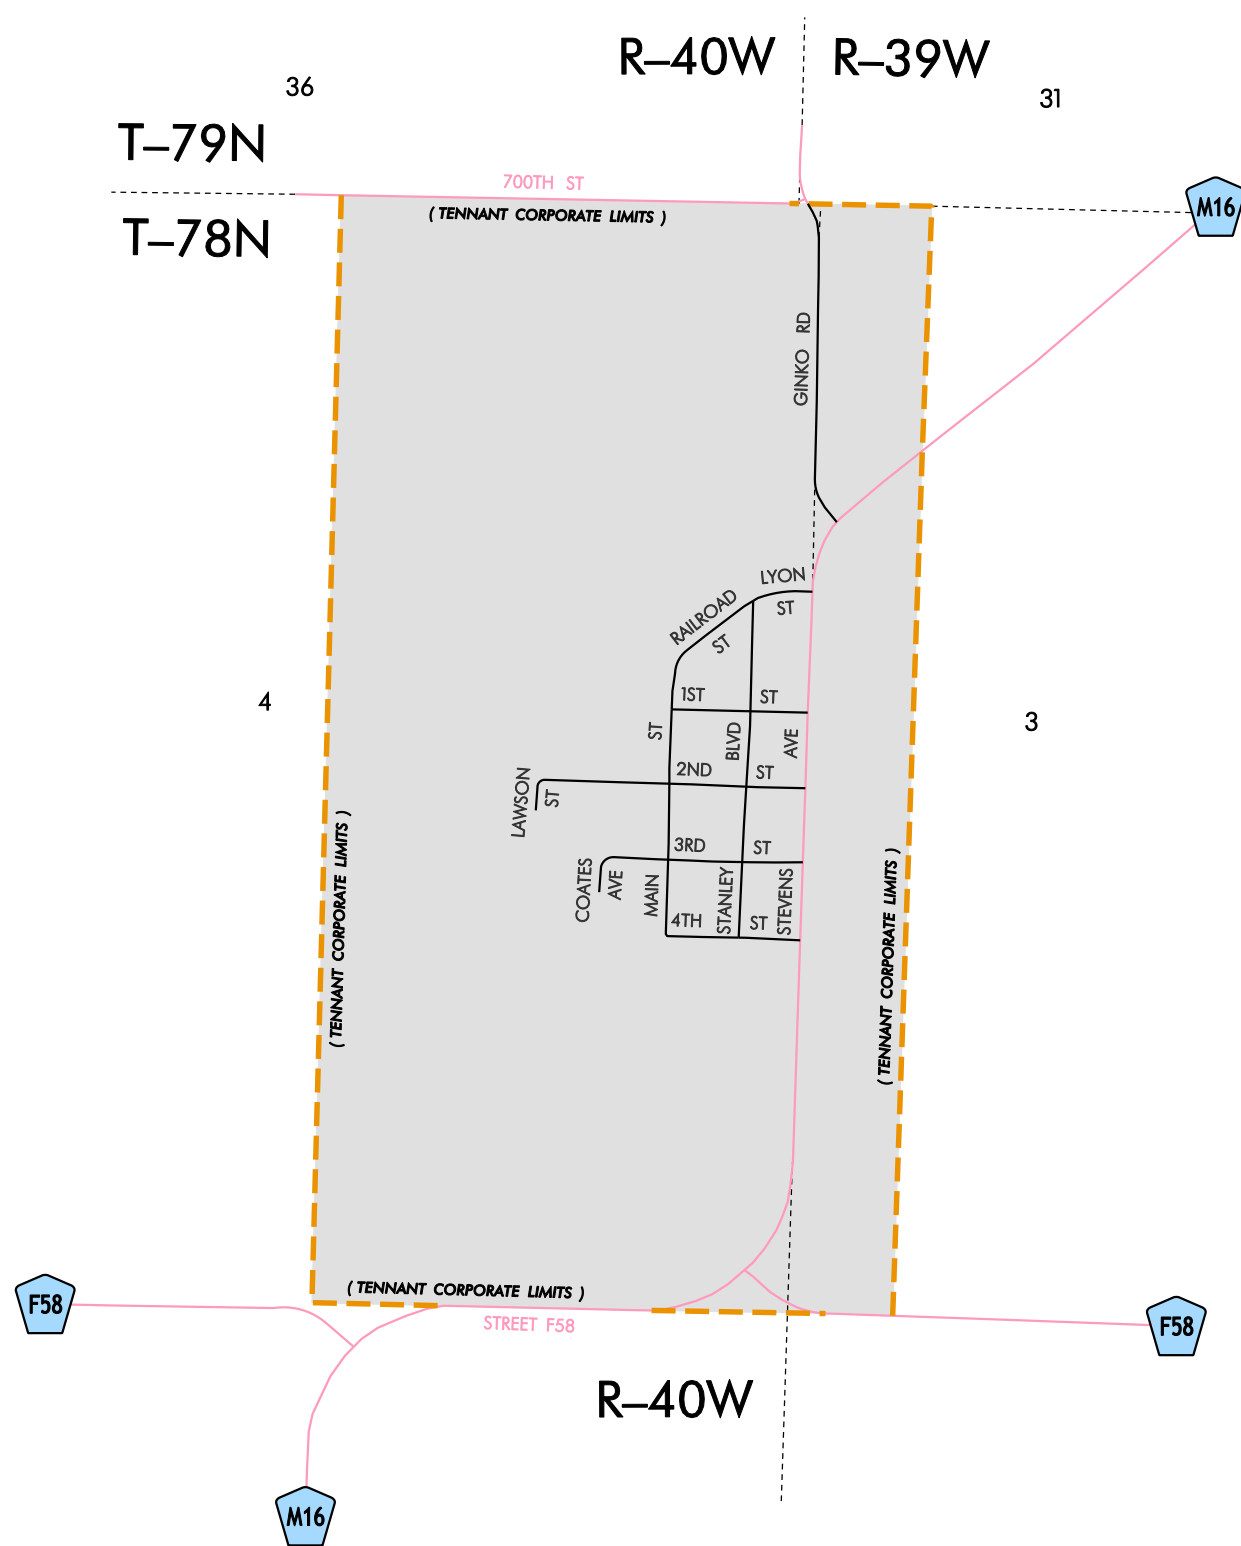 R–40W
R–39W
36
31
T–79N
700TH ST
M16
( TENNANT CORPORATE LIMITS )
T–78N
GINKO RD
LYON
ST
RAILROAD
ST
1ST ST
4
3
ST
BLVD
AVE
2ND ST
LAWSON
ST
3RD ST
COATES
AVE
MAIN
STANLEY
STEVENS
4TH ST
( TENNANT CORPORATE LIMITS )
( TENNANT CORPORATE LIMITS )
( TENNANT CORPORATE LIMITS )
F58
STREET F58
F58
R–40W
M16